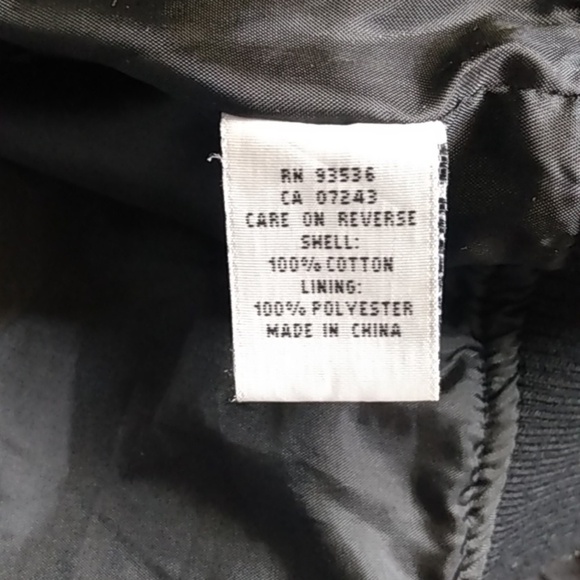 RN 93536
CA 07243
CARE ON REVERSE
SHELL:
100% COTTON
LINING:
100% POLYESTER
MADE IN CHINA